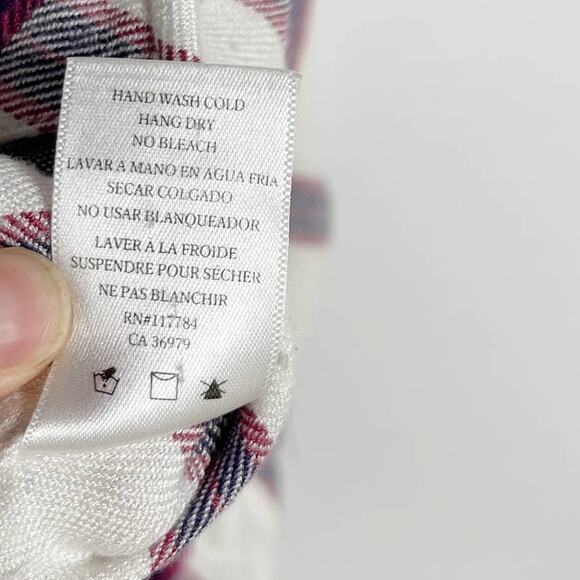 HAND WASH COLD
HANG DRY
NO BLEACH
LAVAR A MANO EN AGUA FRÍA
SECAR COLGADO
NO USAR BLANQUEADOR
LAVER À LA FROIDE
SUSPENDRE POUR SÉCHER
NE PAS BLANCHIR
RN#117784
CA 36979